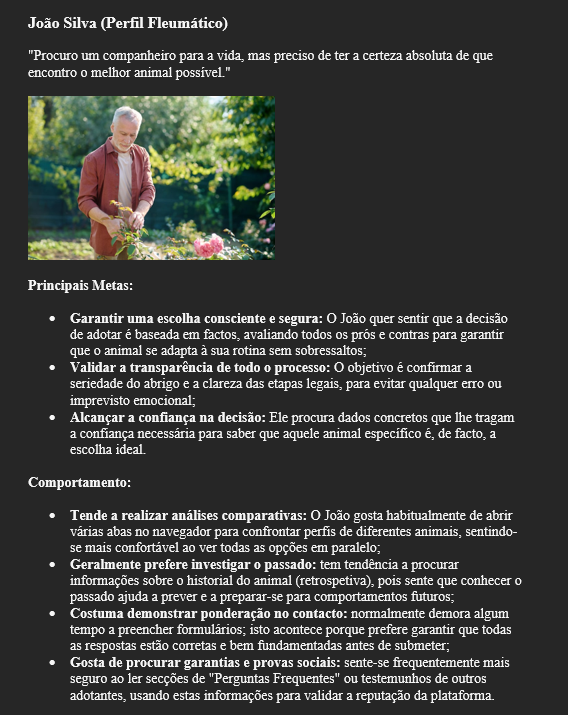 João Silva (Perfil Fleumático)
"Procuro um companheiro para a vida, mas preciso de ter a certeza absoluta de que
encontro o melhor animal possível."
Principais Metas:
• Garantir uma escolha consciente e segura: O João quer sentir que a decisão
de adotar é baseada em factos, avaliando todos os prós e contras para garantir
que o animal se adapta à sua rotina sem sobressaltos;
• Validar a transparência de todo o processo: O objetivo é confirmar a
seriedade do abrigo e a clareza das etapas legais, para evitar qualquer erro ou
imprevisto emocional;
• Alcançar a confiança na decisão: Ele procura dados concretos que lhe tragam
a confiança necessária para saber que aquele animal específico é, de facto, a
escolha ideal.
Comportamento:
• Tende a realizar análises comparativas: O João gosta habitualmente de abrir
várias abas no navegador para confrontar perfis de diferentes animais, sentindo-
se mais confortável ao ver todas as opções em paralelo;
• Geralmente prefere investigar o passado: tem tendência a procurar
informações sobre o historial do animal (retrospetiva), pois sente que conhecer o
passado ajuda a prever e a preparar-se para comportamentos futuros;
• Costuma demonstrar ponderação no contacto: normalmente demora algum
tempo a preencher formulários; isto acontece porque prefere garantir que todas
as respostas estão corretas e bem fundamentadas antes de submeter;
• Gosta de procurar garantias e provas sociais: sente-se frequentemente mais
seguro ao ler secções de "Perguntas Frequentes" ou testemunhos de outros
adotantes, usando estas informações para validar a reputação da plataforma.